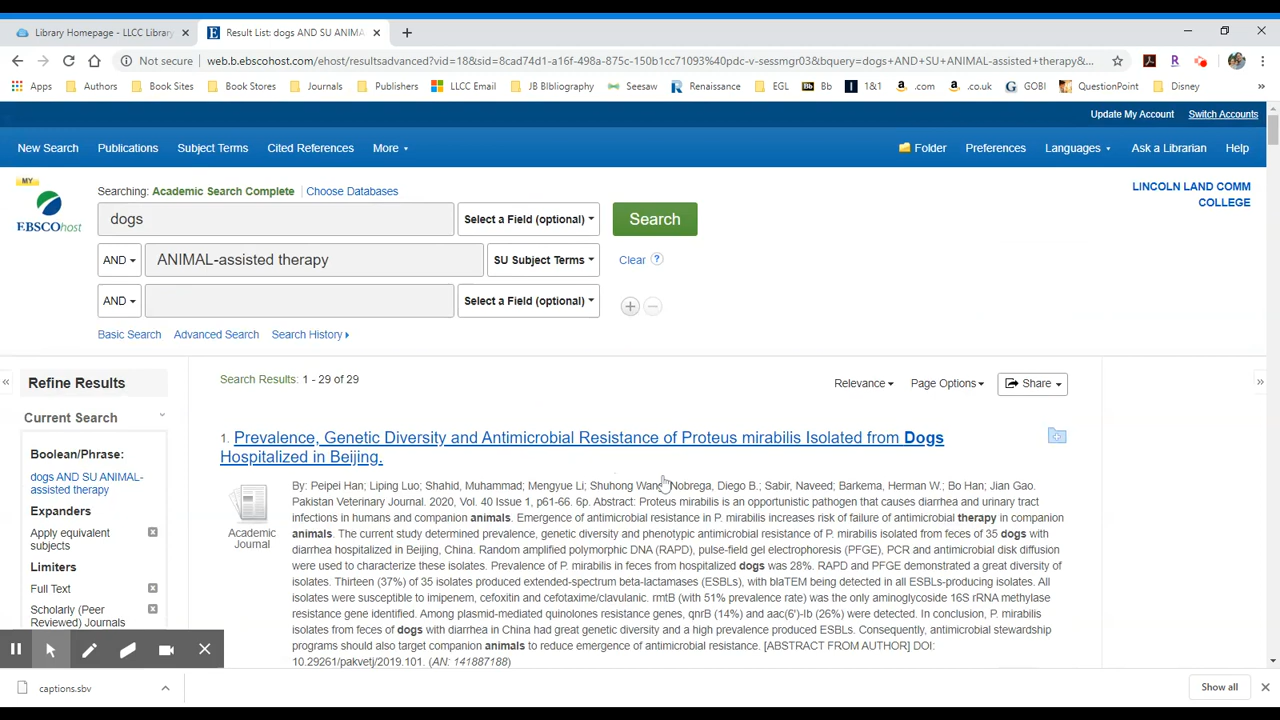 Library Homepage - LLCC Library
Result List: dogs AND SU ANIMA
Not secure
web.b.ebscohost.com/ehost/resultsadvanced?vid=18&sid=8cad74d1-a16f-498a-875c-150b1cc71093%40pdc-v-sessmgr03&bquery=dogs+AND+SU+ANIMAL-assisted+therapy&...
Apps
Authors
Book Sites
Book Stores
Journals
Publishers
LLCC Email
JB BIbliography
Seesaw
Renaissance
EGL
Bb
1&1
.com
.co.uk
GOBI
QuestionPoint
Disney
Update My Account
Switch Accounts
New Search
Publications
Subject Terms
Cited References
More
Folder
Preferences
Languages
Ask a Librarian
Help
MY
EBSCOhost
Searching: Academic Search Complete
Choose Databases
LINCOLN LAND COMM
COLLEGE
dogs
Select a Field (optional)
Search
AND
ANIMAL-assisted therapy
SU Subject Terms
Clear
?
AND
Select a Field (optional)
Basic Search
Advanced Search
Search History
Refine Results
Current Search
Boolean/Phrase:
dogs AND SU ANIMAL-
assisted therapy
Expanders
Apply equivalent
subjects
Limiters
Full Text
Scholarly (Peer
Reviewed) Journals
Search Results: 1 - 29 of 29
Relevance
Page Options
Share
1. Prevalence, Genetic Diversity and Antimicrobial Resistance of Proteus mirabilis Isolated from Dogs
Hospitalized in Beijing.
Academic
Journal
By: Peipei Han; Liping Luo; Shahid, Muhammad; Mengyue Li; Shuhong Wang; Nobrega, Diego B.; Sabir, Naveed; Barkema, Herman W.; Bo Han; Jian Gao.
Pakistan Veterinary Journal. 2020, Vol. 40 Issue 1, p61-66. 6p. Abstract: Proteus mirabilis is an opportunistic pathogen that causes diarrhea and urinary tract
infections in humans and companion animals. Emergence of antimicrobial resistance in P. mirabilis increases risk of failure of antimicrobial therapy in companion
animals. The current study determined prevalence, genetic diversity and phenotypic antimicrobial resistance of P. mirabilis isolated from feces of 35 dogs with
diarrhea hospitalized in Beijing, China. Random amplified polymorphic DNA (RAPD), pulse-field gel electrophoresis (PFGE), PCR and antimicrobial disk diffusion
were used to characterize these isolates. Prevalence of P. mirabilis in feces from hospitalized dogs was 28%. RAPD and PFGE demonstrated a great diversity of
isolates. Thirteen (37%) of 35 isolates produced extended-spectrum beta-lactamases (ESBLs), with blaTEM being detected in all ESBLs-producing isolates. All
isolates were susceptible to imipenem, cefoxitin and cefotaxime/clavulanic. rmtB (with 51% prevalence rate) was the only aminoglycoside 16S rRNA methylase
resistance gene identified. Among plasmid-mediated quinolones resistance genes, qnrB (14%) and aac(6')-Ib (26%) were detected. In conclusion, P. mirabilis
isolates from feces of dogs with diarrhea in China had great genetic diversity and a high prevalence produced ESBLs. Consequently, antimicrobial stewardship
programs should also target companion animals to reduce emergence of antimicrobial resistance. [ABSTRACT FROM AUTHOR] DOI:
10.29261/pakvetj/2019.101. (AN: 141887188)
captions.sbv
Show all